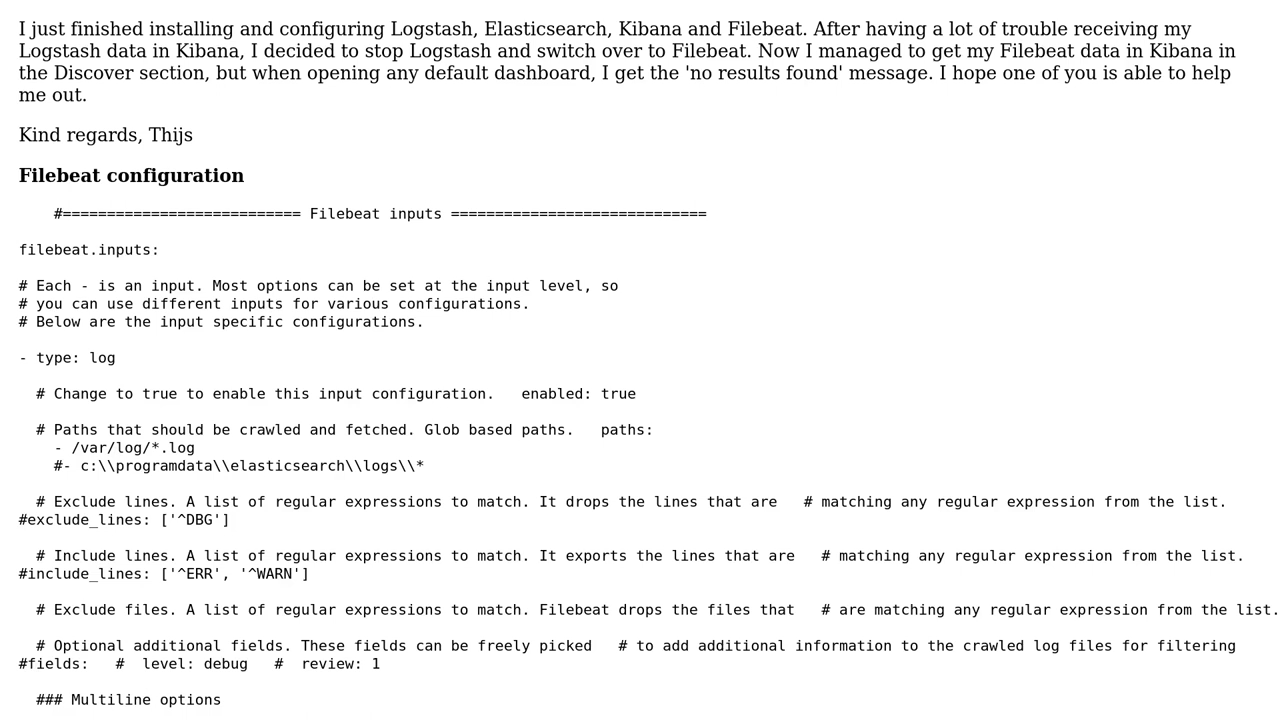 I just finished installing and configuring Logstash, Elasticsearch, Kibana and Filebeat. After having a lot of trouble receiving my
Logstash data in Kibana, I decided to stop Logstash and switch over to Filebeat. Now I managed to get my Filebeat data in Kibana in
the Discover section, but when opening any default dashboard, I get the 'no results found' message. I hope one of you is able to help
me out.
Kind regards, Thijs
Filebeat configuration
#=========================== Filebeat inputs =============================
filebeat.inputs:
# Each - is an input. Most options can be set at the input level, so
# you can use different inputs for various configurations.
# Below are the input specific configurations.
- type: log
# Change to true to enable this input configuration.   enabled: true
# Paths that should be crawled and fetched. Glob based paths.   paths:
- /var/log/*.log
#- c:\\programdata\\elasticsearch\\logs\\*
# Exclude lines. A list of regular expressions to match. It drops the lines that are   # matching any regular expression from the list.
#exclude_lines: ['^DBG']
# Include lines. A list of regular expressions to match. It exports the lines that are   # matching any regular expression from the list.
#include_lines: ['^ERR', '^WARN']
# Exclude files. A list of regular expressions to match. Filebeat drops the files that   # are matching any regular expression from the list.
# Optional additional fields. These fields can be freely picked   # to add additional information to the crawled log files for filtering
#fields:   #  level: debug   #  review: 1
### Multiline options